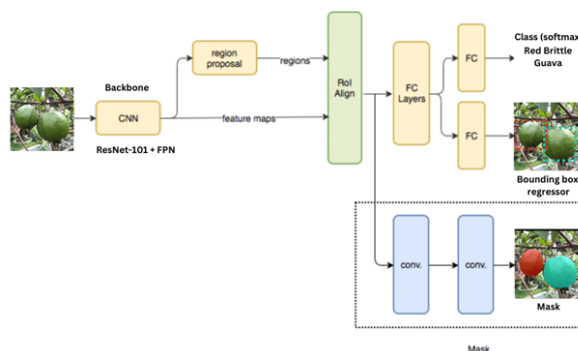 Backbone
CNN
ResNet-101 + FPN
region
proposal
regions
feature maps
RoI
Align
FC
Layers
FC
Class (softmax
Red Brittle
Guava
FC
Bounding box
regressor
conv.
conv.
Mask
Mask